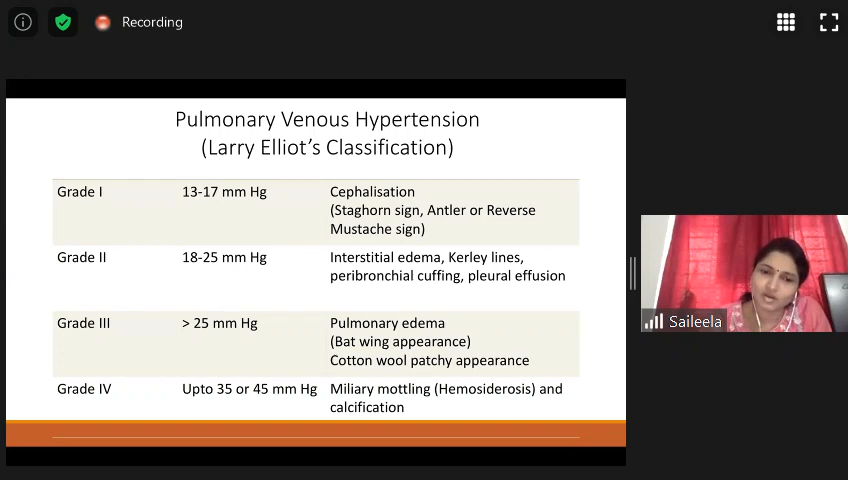 Recording
Pulmonary Venous Hypertension
(Larry Elliot’s Classification)
Grade I 13-17 mm Hg Cephalisation
(Staghorn sign, Antler or Reverse
Mustache sign)
Grade II 18-25 mm Hg Interstitial edema, Kerley lines,
peribronchial cuffing, pleural effusion
Grade III > 25 mm Hg Pulmonary edema
(Bat wing appearance)
Cotton wool patchy appearance
Grade IV Upto 35 or 45 mm Hg Miliary mottling (Hemosiderosis) and
calcification
Saileela